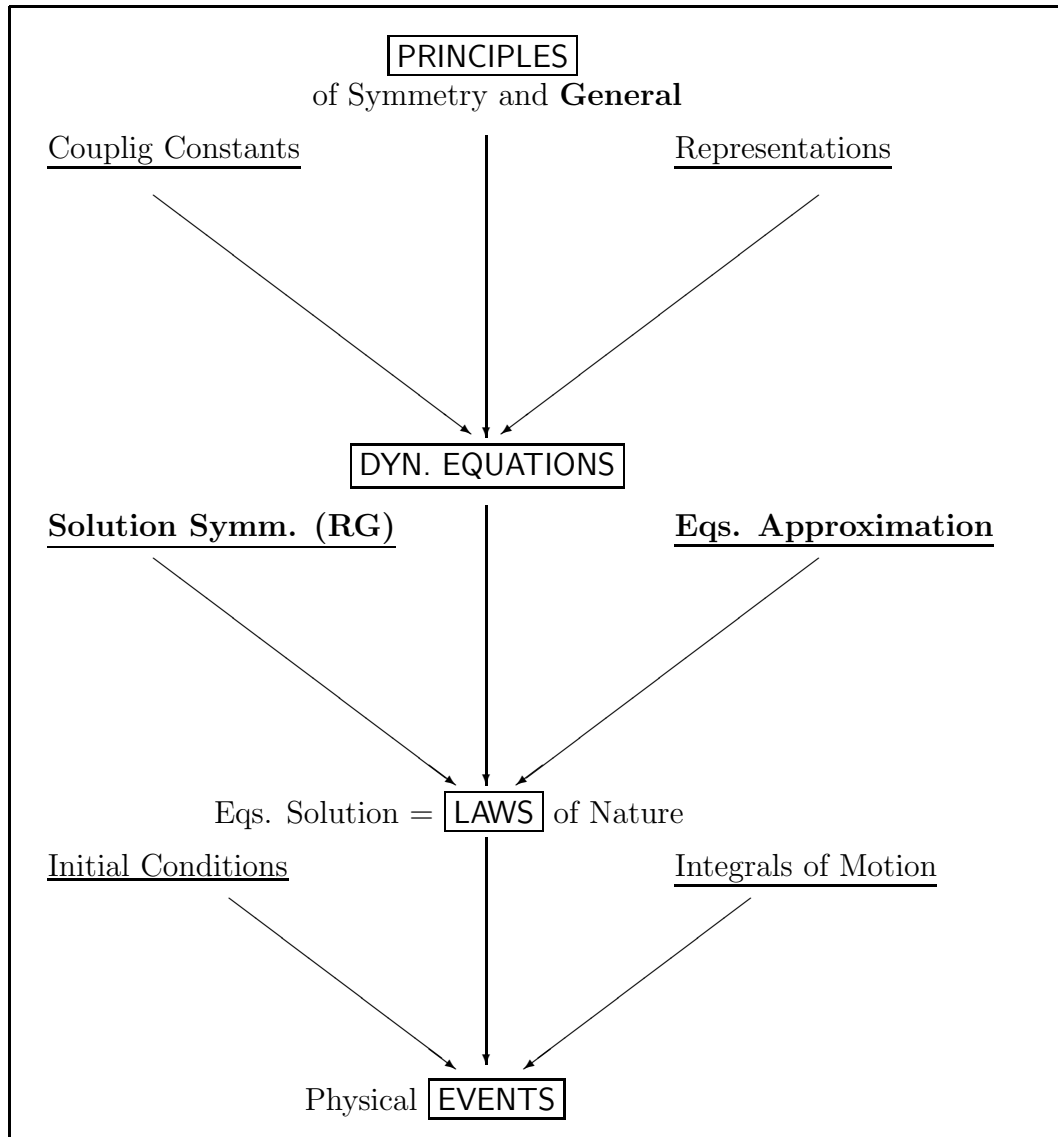 PRINCIPLES
of Symmetry and General
Couplig Constants
Representations
DYN. EQUATIONS
Solution Symm. (RG)
Eqs. Approximation
Eqs. Solution = LAWS of Nature
Initial Conditions
Integrals of Motion
Physical EVENTS